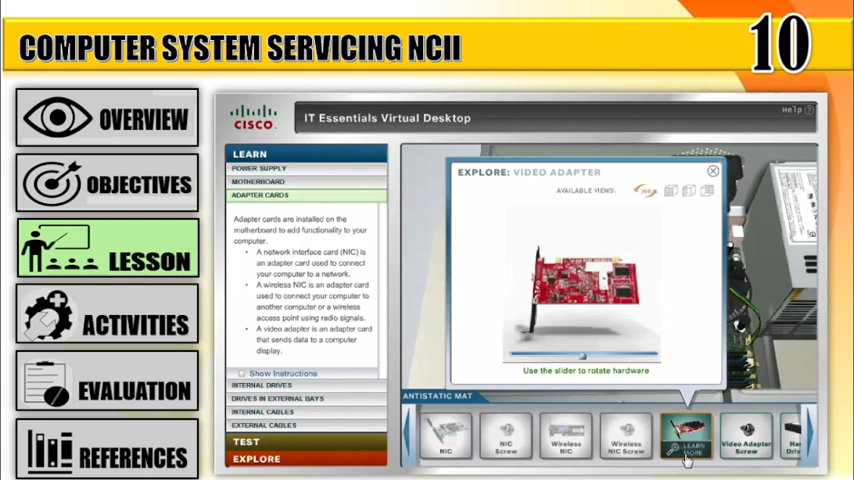 COMPUTER SYSTEM SERVICING NCII
10
OVERVIEW
OBJECTIVES
LESSON
ACTIVITIES
EVALUATION
REFERENCES
CISCO
IT Essentials Virtual Desktop
Help ?
LEARN
POWER SUPPLY
MOTHERBOARD
ADAPTER CARDS
Adapter cards are installed on the
motherboard to add functionality to your
computer.
• A network interface card (NIC) is
an adapter card used to connect
your computer to a network.
• A wireless NIC is an adapter card
used to connect your computer to
another computer or a wireless
access point using radio signals.
• A video adapter is an adapter card
that sends data to a computer
display.
Show Instructions
INTERNAL DRIVES
DRIVES IN EXTERNAL BAYS
INTERNAL CABLES
EXTERNAL CABLES
TEST
EXPLORE
EXPLORE: VIDEO ADAPTER
AVAILABLE VIEWS:
360
Use the slider to rotate hardware
ANTISTATIC MAT
NIC
NIC
Screw
Wireless
NIC
Wireless
NIC Screw
LEARN
MORE
Video Adapter
Screw